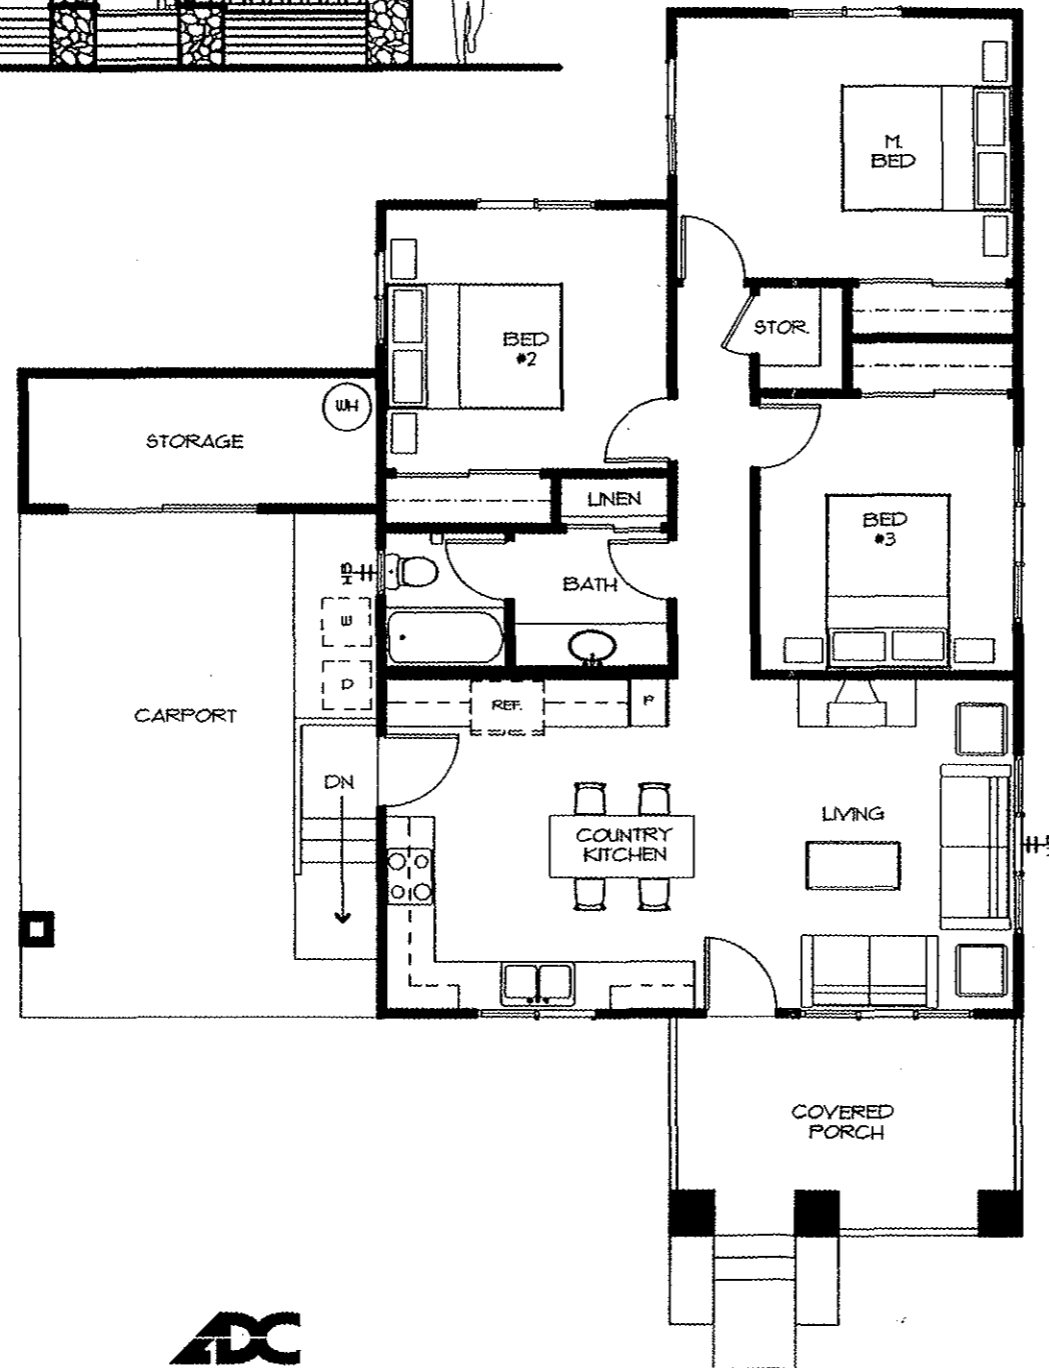 M.
BED
STOR.
BED
#2
WH
STORAGE
LINEN
BED
#3
HB
BATH
W
D
REF.
P
CARPORT
DN
COUNTRY
KITCHEN
LIVING
COVERED
PORCH
ADC